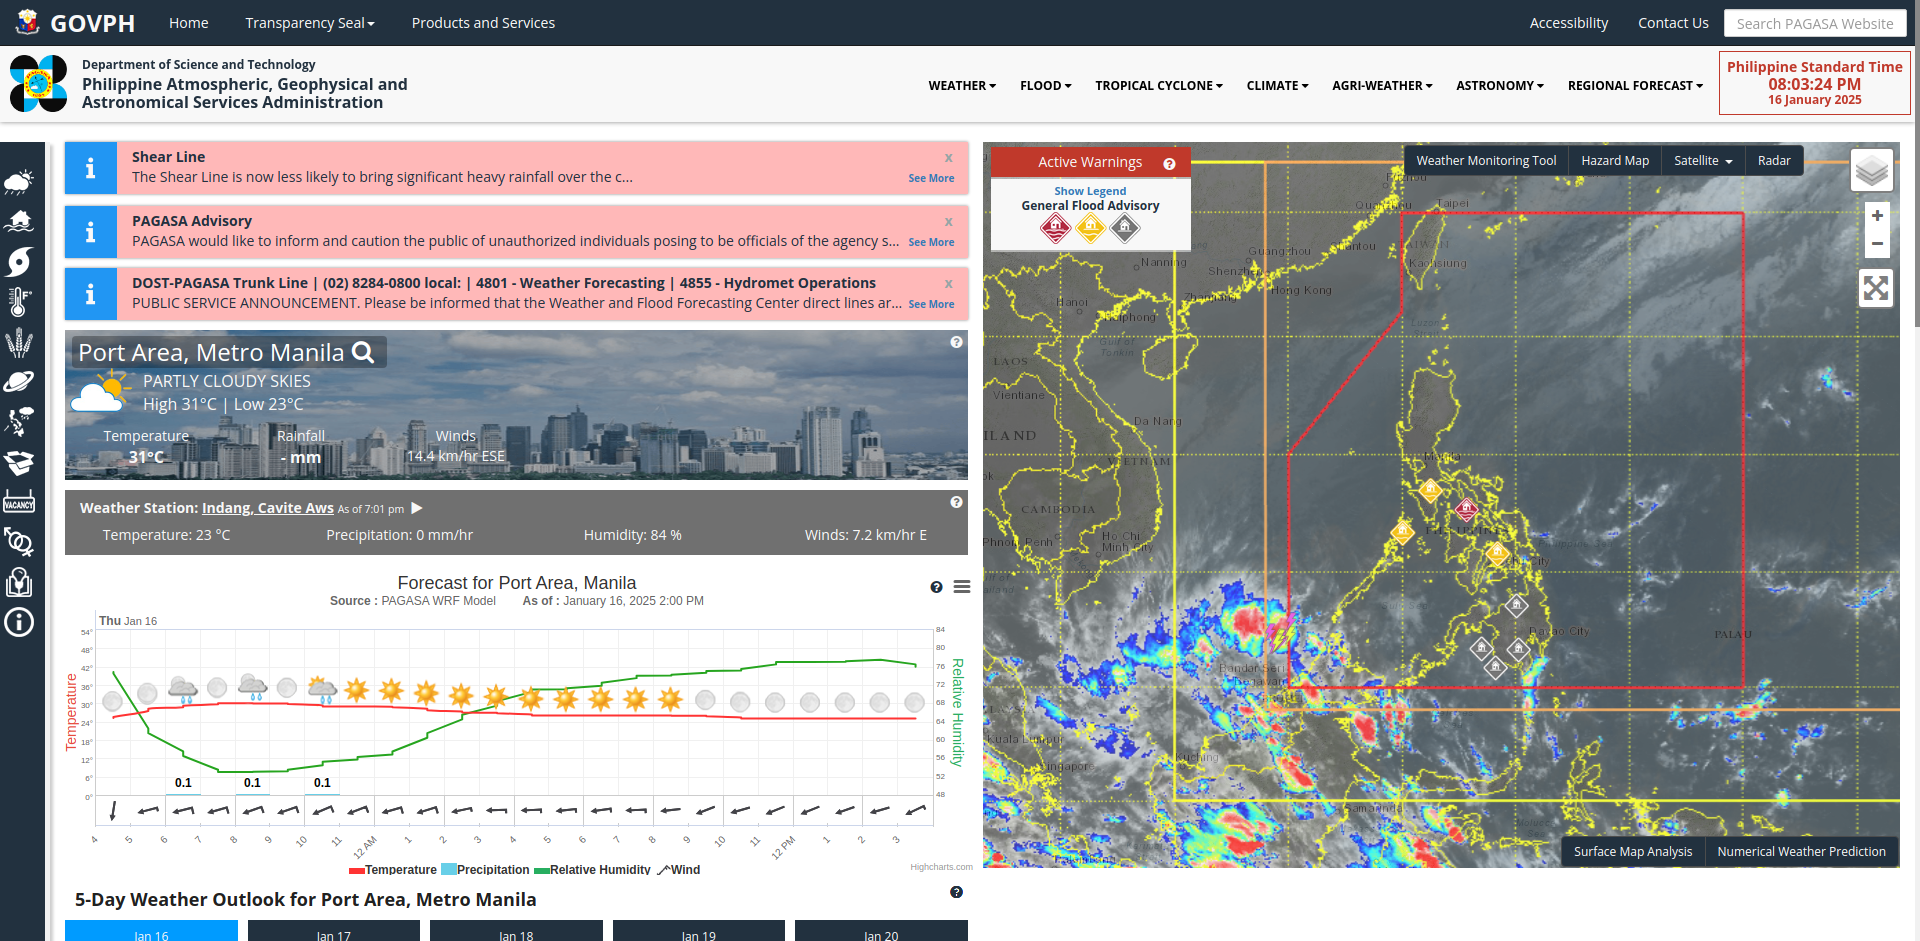 GOVPH
Home
Transparency Seal
Products and Services
Accessibility
Contact Us
Search PAGASA Website
Department of Science and Technology
Philippine Atmospheric, Geophysical and
Astronomical Services Administration
WEATHER
FLOOD
TROPICAL CYCLONE
CLIMATE
AGRI-WEATHER
ASTRONOMY
REGIONAL FORECAST
Philippine Standard Time
08:03:24 PM
16 January 2025
Shear Line
x
The Shear Line is now less likely to bring significant heavy rainfall over the c...
See More
PAGASA Advisory
x
PAGASA would like to inform and caution the public of unauthorized individuals posing to be officials of the agency s...
See More
DOST-PAGASA Trunk Line | (02) 8284-0800 local: | 4801 - Weather Forecasting | 4855 - Hydromet Operations
x
PUBLIC SERVICE ANNOUNCEMENT. Please be informed that the Weather and Flood Forecasting Center direct lines ar...
See More
VACANCY
Port Area, Metro Manila
PARTLY CLOUDY SKIES
High 31°C | Low 23°C
Temperature
Rainfall
Winds
31°C
- mm
14.4 km/hr ESE
Weather Station: Indang, Cavite Aws As of 7:01 pm
Temperature: 23 °C
Precipitation: 0 mm/hr
Humidity: 84 %
Winds: 7.2 km/hr E
Forecast for Port Area, Manila
Source : PAGASA WRF Model As of : January 16, 2025 2:00 PM
Thu Jan 16
54°
48°
42°
36°
30°
24°
18°
12°
6°
0°
Temperature
84
80
76
72
68
64
60
56
52
48
Relative Humidity
0.1
0.1
0.1
4 5 6 7 8 9 10 11 12 AM 1 2 3 4 5 6 7 8 9 10 11 12 PM 1 2 3
Temperature Precipitation Relative Humidity Wind
Highcharts.com
5-Day Weather Outlook for Port Area, Metro Manila
Jan 16
Jan 17
Jan 18
Jan 19
Jan 20
Active Warnings
Show Legend
General Flood Advisory
Weather Monitoring Tool
Hazard Map
Satellite
Radar
+
−
Taipei
Guangzhou
Nanning
Kaohsiung
Hong Kong
Hanoi
Gulf of
Tonkin
LAOS
Vientiane
Da Nang
VIETNAM
CAMBODIA
Ho Chi
Minh City
Davao City
PALAU
Bandar Seri
Kuala Lumpur
Kuching
Singapore
Samarinda
Surface Map Analysis
Numerical Weather Prediction